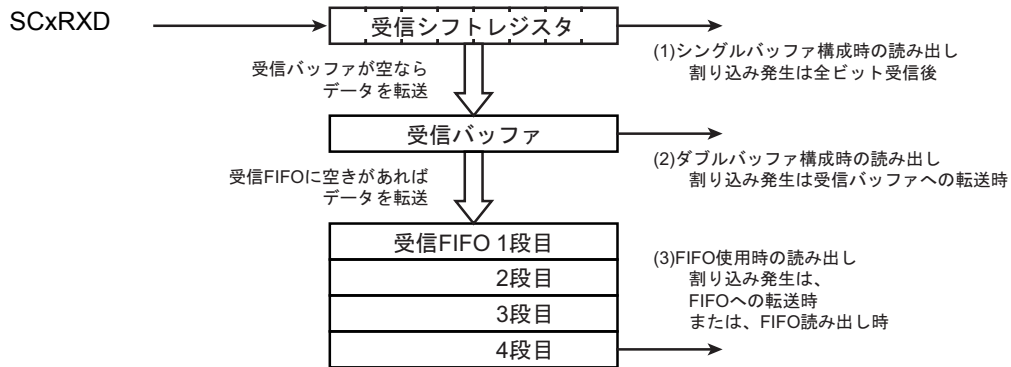 SCxRXD
受信シフトレジスタ
(1)シングルバッファ構成時の読み出し
割り込み発生は全ビット受信後
受信バッファが空なら
データを転送
受信バッファ
(2)ダブルバッファ構成時の読み出し
割り込み発生は受信バッファへの転送時
受信FIFOに空きがあれば
データを転送
受信FIFO 1段目
2段目
3段目
4段目
(3)FIFO使用時の読み出し
割り込み発生は、
FIFOへの転送時
または、FIFO読み出し時